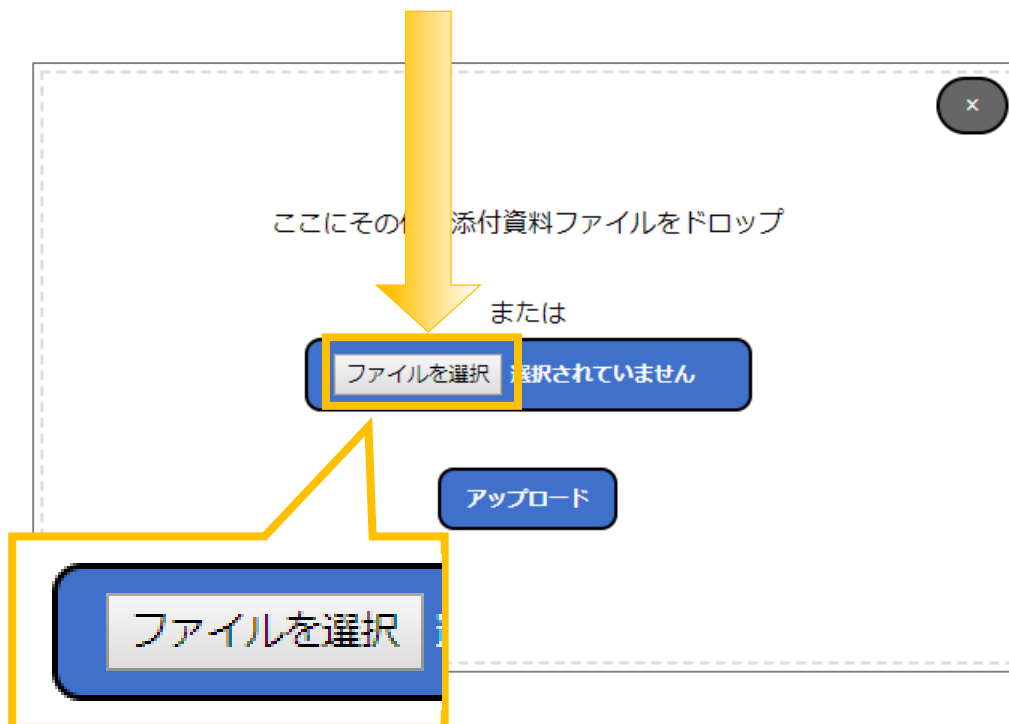 ×
ここにその 添付資料ファイルをドロップ
または
ファイルを選択 選択されていません
アップロード
ファイルを選択